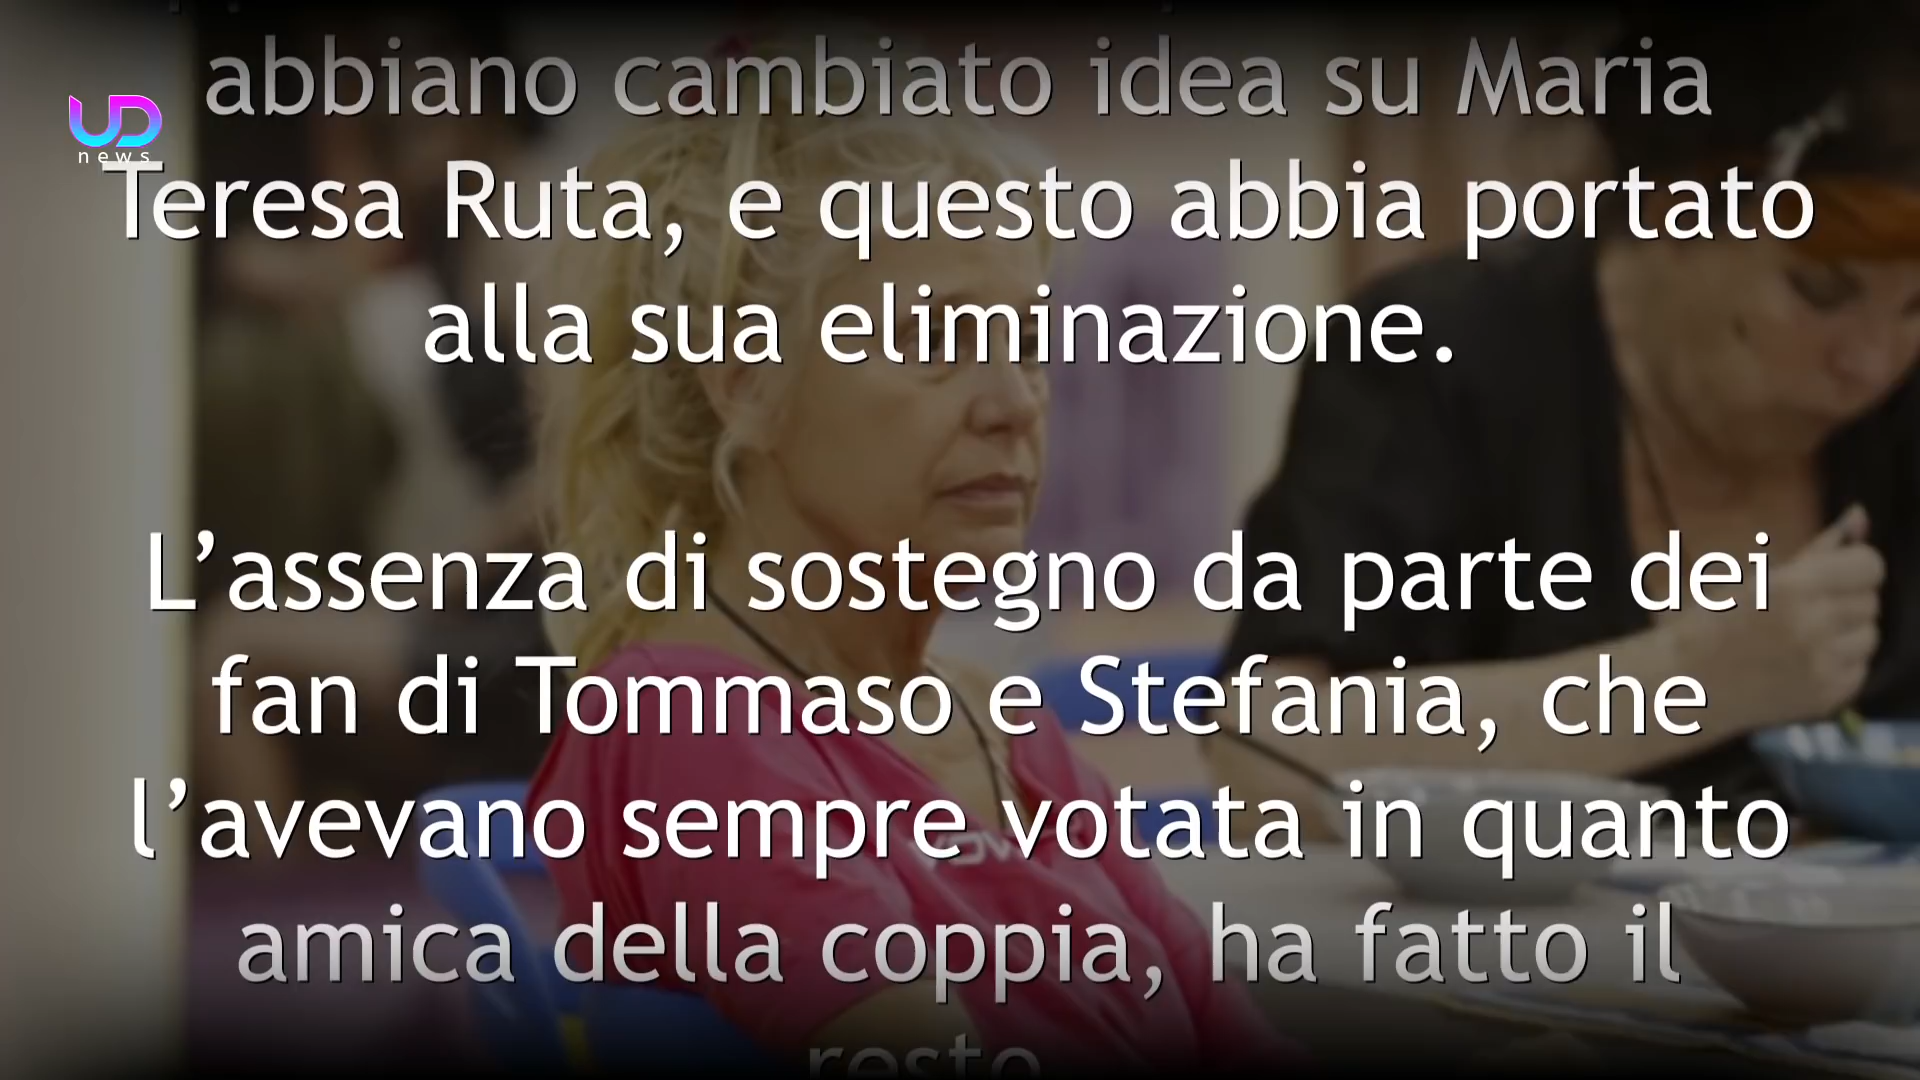 UD
news
abbiano cambiato idea su Maria
Teresa Ruta, e questo abbia portato
alla sua eliminazione.
L’assenza di sostegno da parte dei
fan di Tommaso e Stefania, che
l’avevano sempre votata in quanto
amica della coppia, ha fatto il
resto